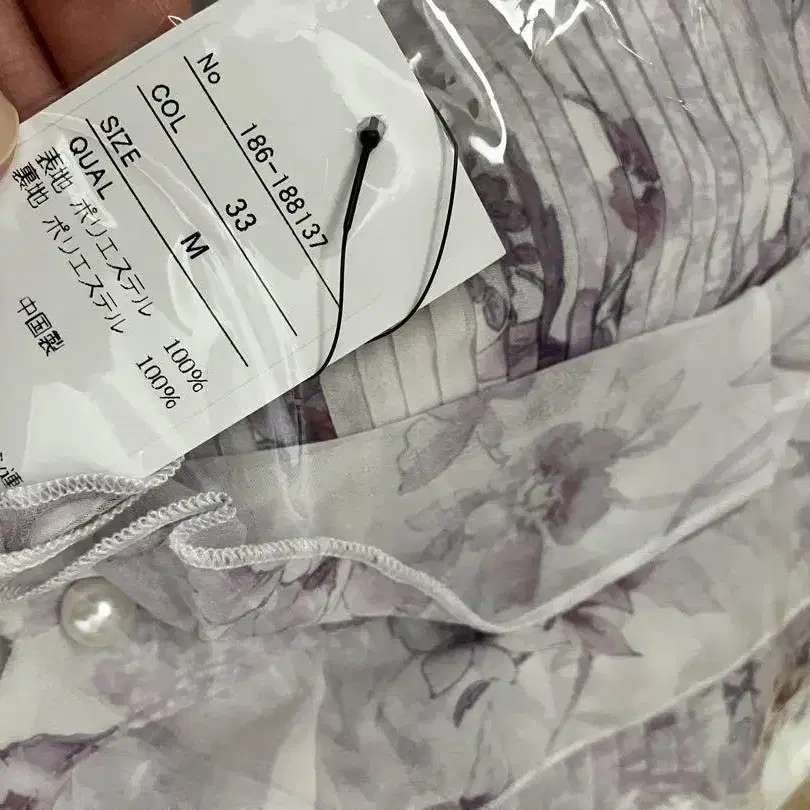 No 186-188137
COL 33
SIZE M
QUAL
表地 ポリエステル 100%
裏地 ポリエステル 100%
中国製